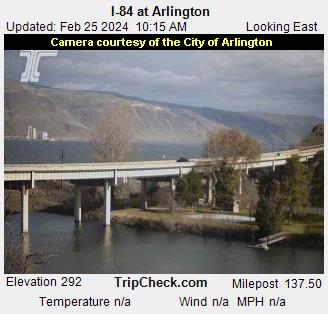 I-84 at Arlington
Updated: Feb 25 2024 10:15 AM Looking East
Camera courtesy of the City of Arlington
Elevation 292 TripCheck.com Milepost 137.50
Temperature n/a Wind n/a MPH n/a